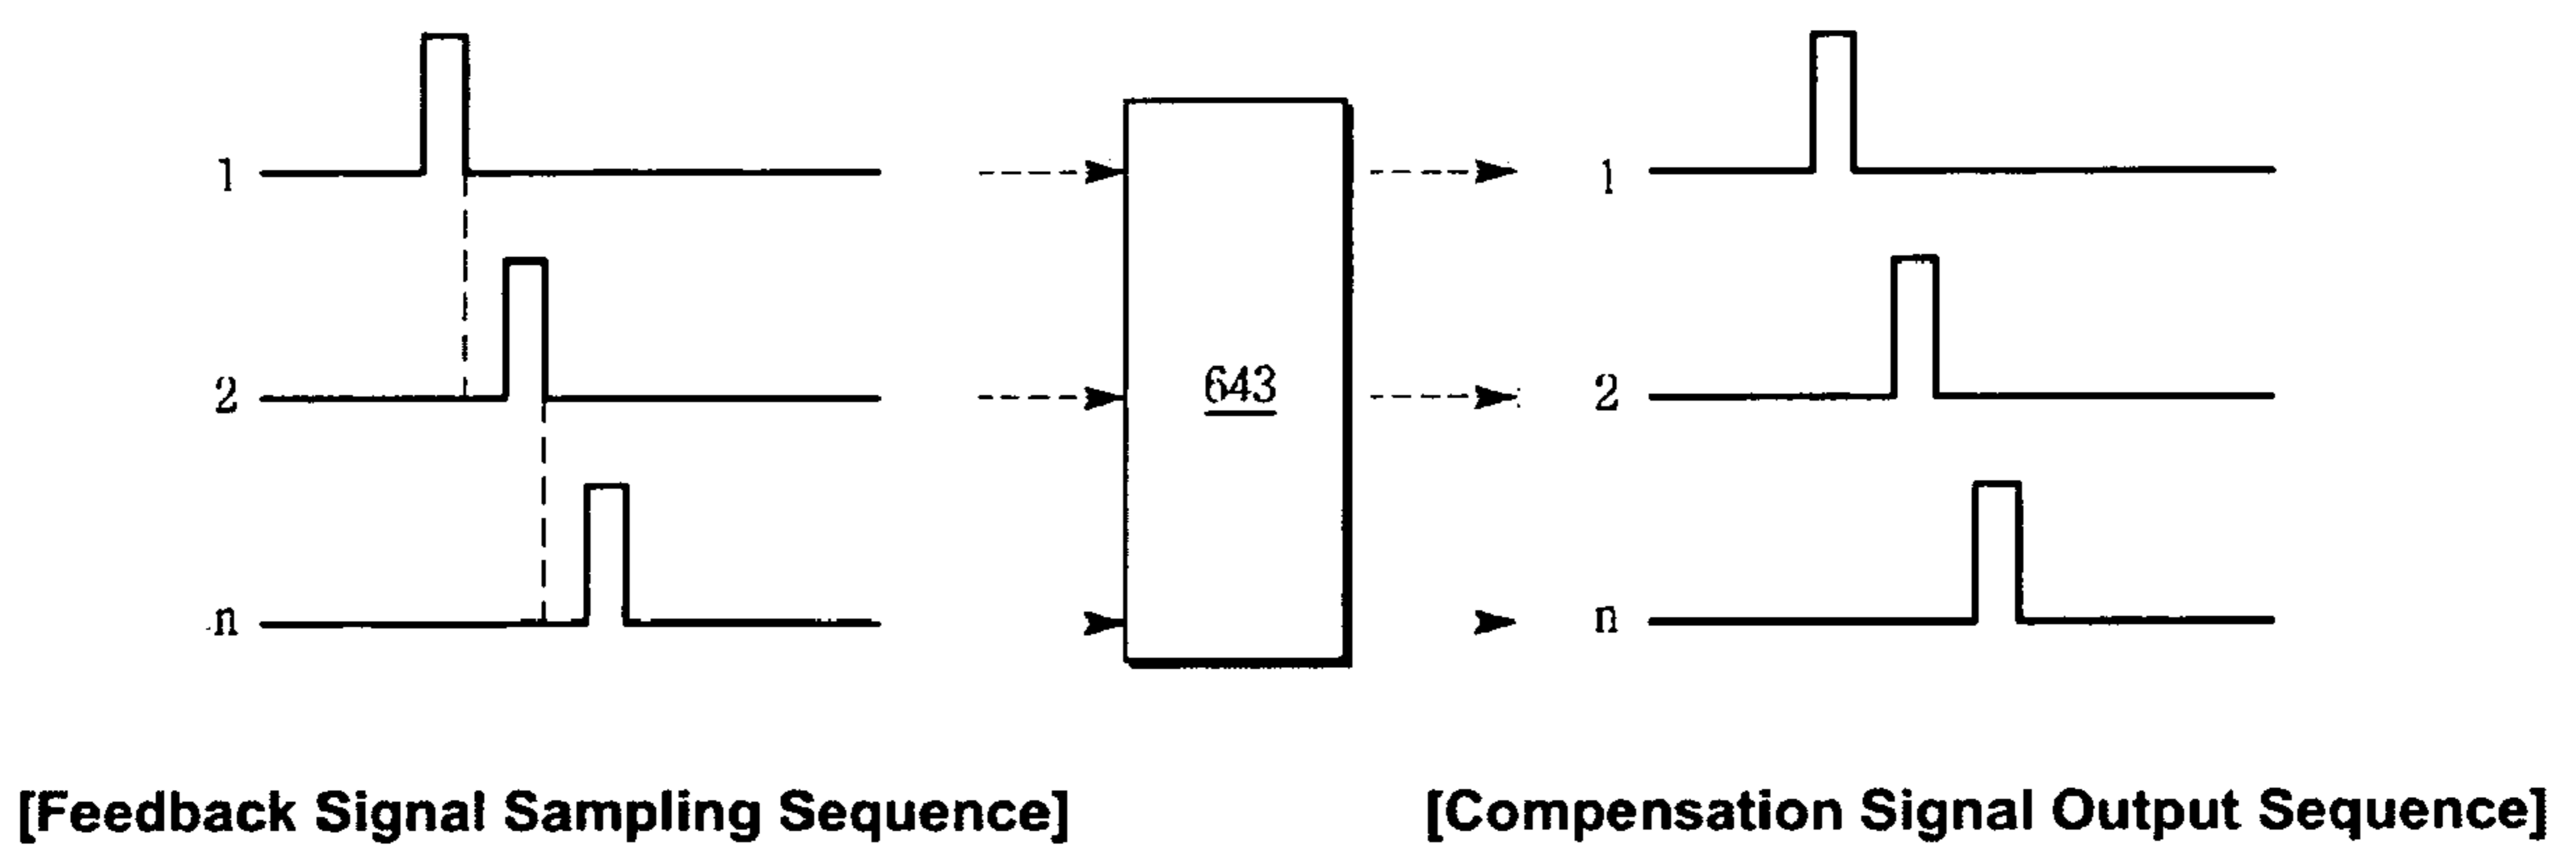 1
1
2
643
2
n
n
[Feedback Signal Sampling Sequence]
[Compensation Signal Output Sequence]